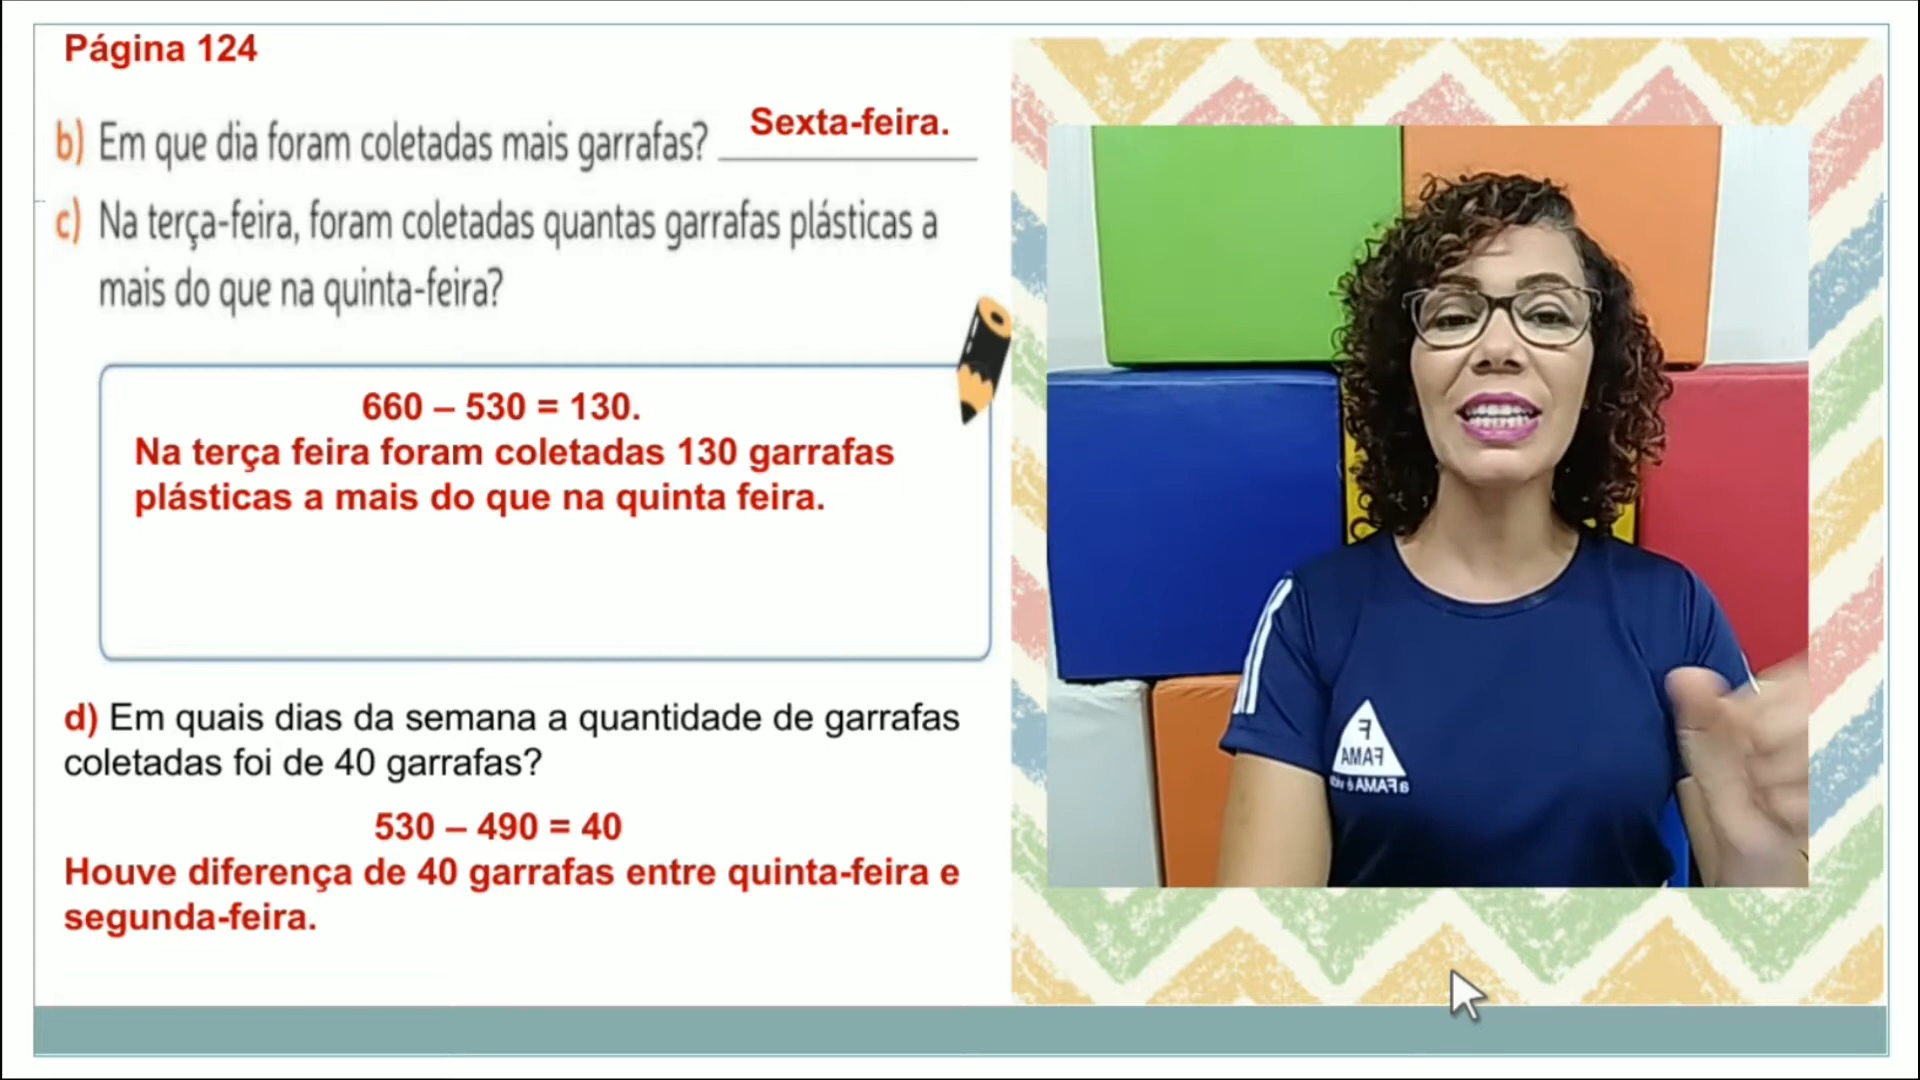 Página 124
b) Em que dia foram coletadas mais garrafas? Sexta-feira.
c) Na terça-feira, foram coletadas quantas garrafas plásticas a
mais do que na quinta-feira?
660 – 530 = 130.
Na terça feira foram coletadas 130 garrafas
plásticas a mais do que na quinta feira.
d) Em quais dias da semana a quantidade de garrafas
coletadas foi de 40 garrafas?
530 – 490 = 40
Houve diferença de 40 garrafas entre quinta-feira e
segunda-feira.
F
FAMA